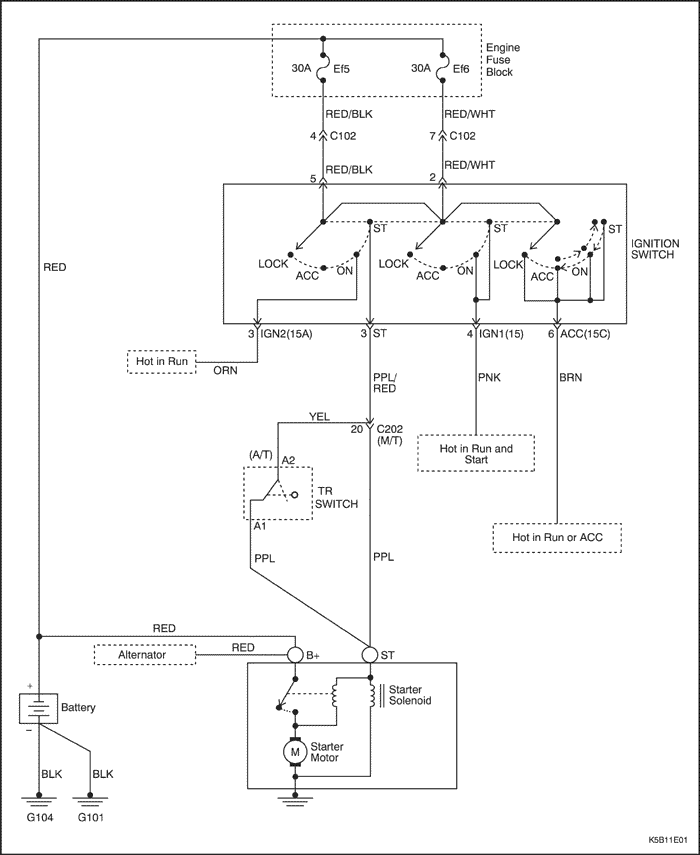 Engine
Fuse
Block
30A Ef5
30A Ef6
RED/BLK
RED/WHT
4 C102
7 C102
RED/BLK
RED/WHT
5
2
ST
ST
ST
IGNITION
SWITCH
LOCK
ACC
ON
LOCK
ACC
ON
LOCK
ACC
ON
RED
3 IGN2(15A)
3 ST
4 IGN1(15)
6 ACC(15C)
Hot in Run
ORN
PPL/
RED
PNK
BRN
YEL
20 C202
(M/T)
Hot in Run and
Start
(A/T) A2
TR
SWITCH
A1
Hot in Run or ACC
PPL
PPL
RED
Alternator
RED
B+
ST
Starter
Solenoid
+
Battery
–
M
Starter
Motor
BLK
BLK
G104
G101
K5B11E01